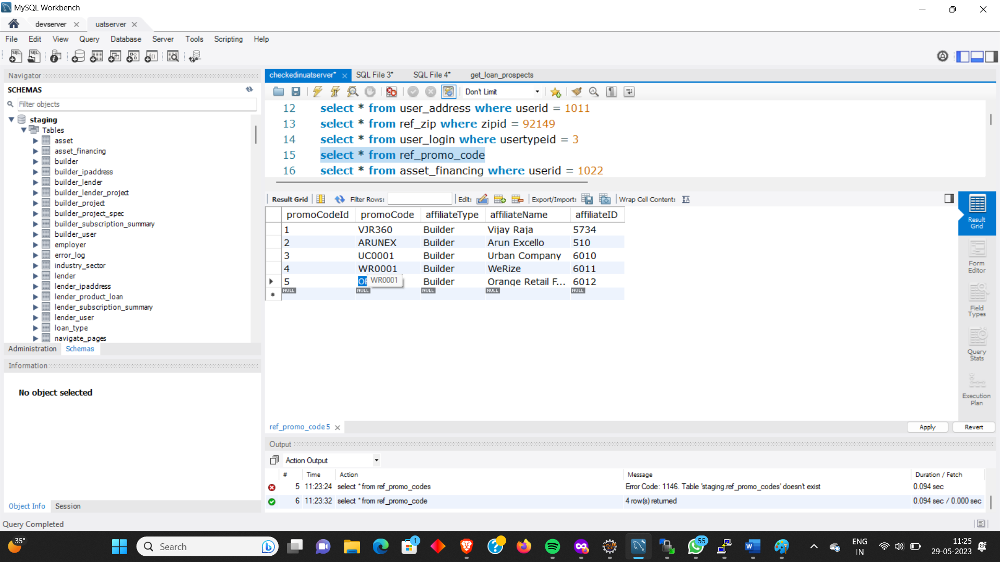 MySQL Workbench
devserver
uatserver
File Edit View Query Database Server Tools Scripting Help
Navigator
SCHEMAS
Filter objects
staging
Tables
asset
asset_financing
builder
builder_ipaddress
builder_lender
builder_lender_project
builder_project
builder_project_spec
builder_subscription_summary
builder_user
employer
error_log
industry_sector
lender
lender_ipaddress
lender_product_loan
lender_subscription_summary
lender_user
loan_type
navigate_pages
Administration Schemas
Information
No object selected
Object Info Session
Query Completed
checkedinuatserver* SQL File 3* SQL File 4* get_loan_prospects
Don't Limit
12 select * from user_address where userid = 1011
13 select * from ref_zip where zipid = 92149
14 select * from user_login where usertypeid = 3
15 select * from ref_promo_code
16 select * from asset_financing where userid = 1022
Result Grid Filter Rows: Edit: Export/Import: Wrap Cell Content: IA
promoCodeId promoCode affiliateType affiliateName affiliateID
1 VJR360 Builder Vijay Raja 5734
2 ARUNEX Builder Arun Excello 510
3 UC0001 Builder Urban Company 6010
4 WR0001 Builder WeRize 6011
5 WR0001 Builder Orange Retail F... 6012
NULL NULL NULL NULL NULL
Result Grid
Form Editor
Field Types
Query Stats
Execution Plan
ref_promo_code 5
Apply Revert
Output
Action Output
# Time Action Message Duration / Fetch
5 11:23:24 select * from ref_promo_codes Error Code: 1146. Table 'staging.ref_promo_codes' doesn't exist 0.094 sec
6 11:23:32 select * from ref_promo_code 4 row(s) returned 0.094 sec / 0.000 sec
35°
Search
1
55
ENG
IN
11:25
29-05-2023